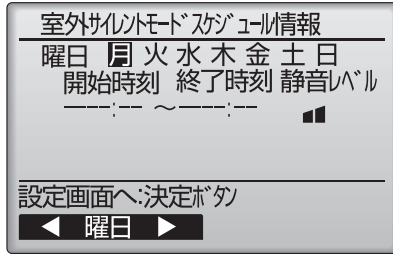 室外サイレントモードスケジュール情報
曜日 月 火 水 木 金 土 日
開始時刻 終了時刻 静音レベル
--:-- ～--:--
設定画面へ:決定ボタン
◀ 曜日 ▶